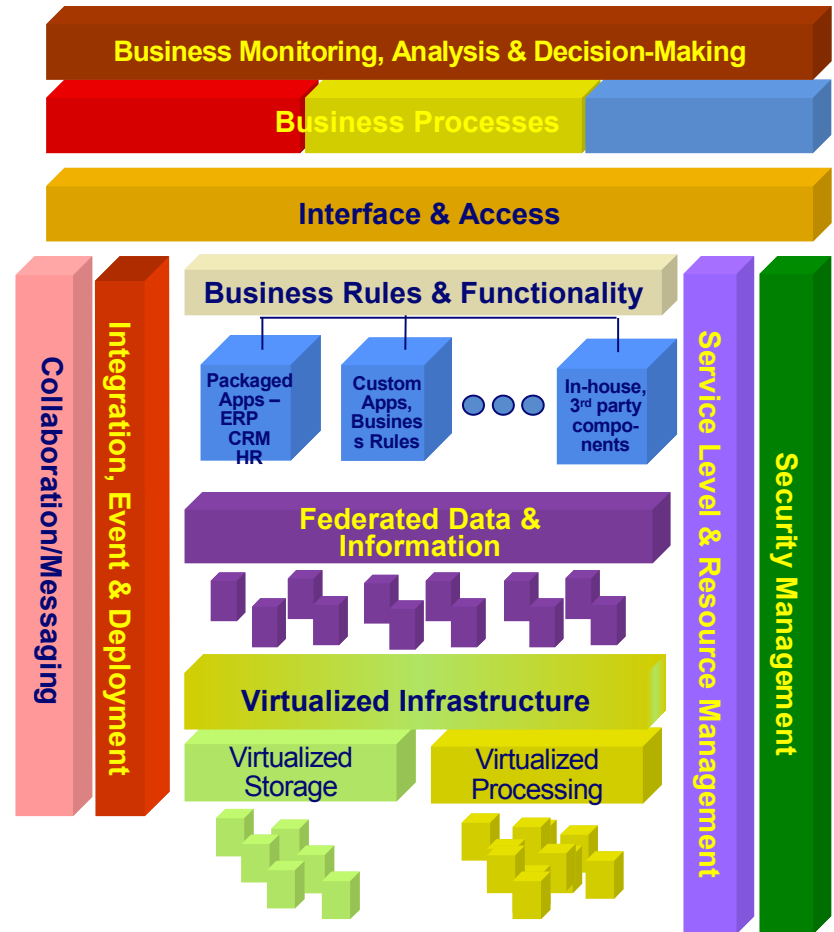 Business Monitoring, Analysis & Decision-Making
Business Processes
Interface & Access
Collaboration/Messaging
Integration, Event & Deployment
Business Rules & Functionality
Packaged
Apps –
ERP
CRM
HR
Custom
Apps,
Busines
s Rules
In-house,
3rd party
compo-
nents
Federated Data &
Information
Virtualized Infrastructure
Virtualized
Storage
Virtualized
Processing
Service Level & Resource Management
Security Management